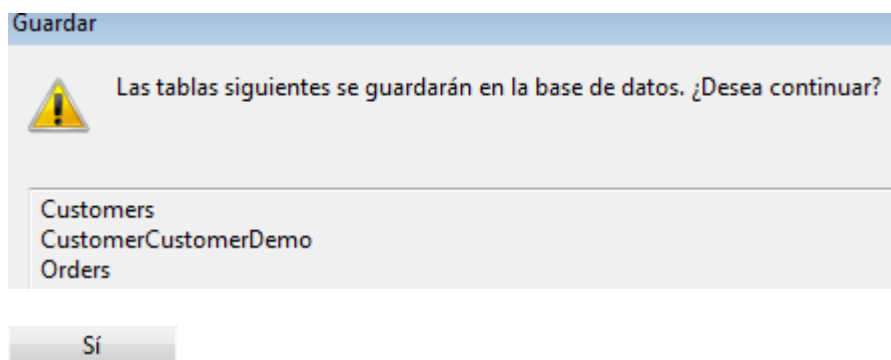 Guardar
Las tablas siguientes se guardarán en la base de datos. ¿Desea continuar?
Customers
CustomerCustomerDemo
Orders
Sí